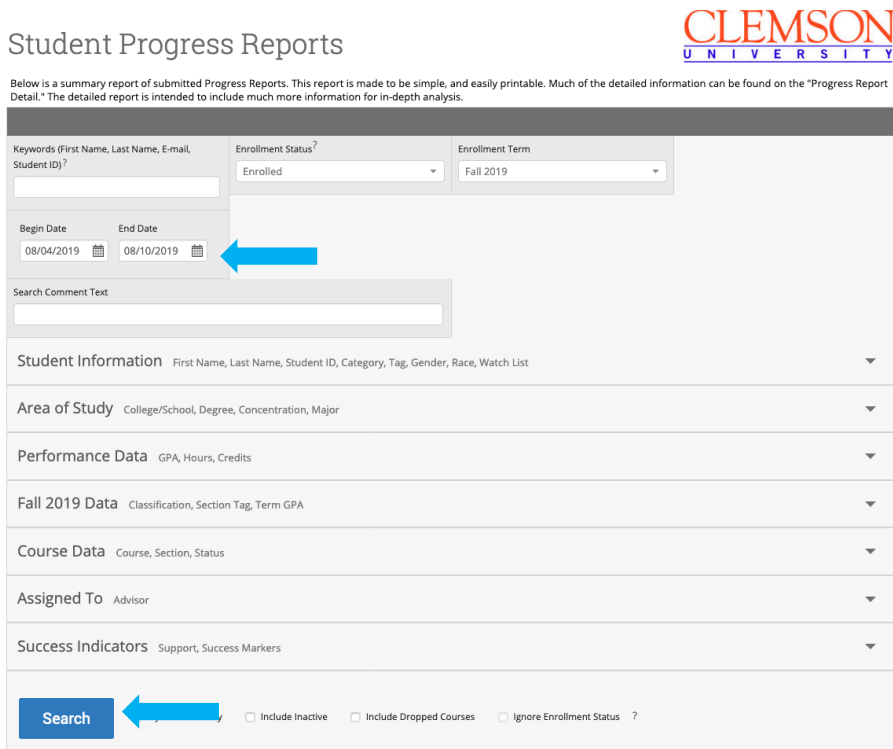 CLEMSON
UNIVERSITY
Student Progress Reports
Below is a summary report of submitted Progress Reports. This report is made to be simple, and easily printable. Much of the detailed information can be found on the "Progress Report
Detail." The detailed report is intended to include much more information for in-depth analysis.
Keywords (First Name, Last Name, E-mail,
Student ID)?
Enrollment Status?
Enrolled
Enrollment Term
Fall 2019
Begin Date End Date
08/04/2019 08/10/2019
Search Comment Text
Student Information First Name, Last Name, Student ID, Category, Tag, Gender, Race, Watch List
Area of Study College/School, Degree, Concentration, Major
Performance Data GPA, Hours, Credits
Fall 2019 Data Classification, Section Tag, Term GPA
Course Data Course, Section, Status
Assigned To Advisor
Success Indicators Support, Success Markers
Search Include Inactive Include Dropped Courses Ignore Enrollment Status ?